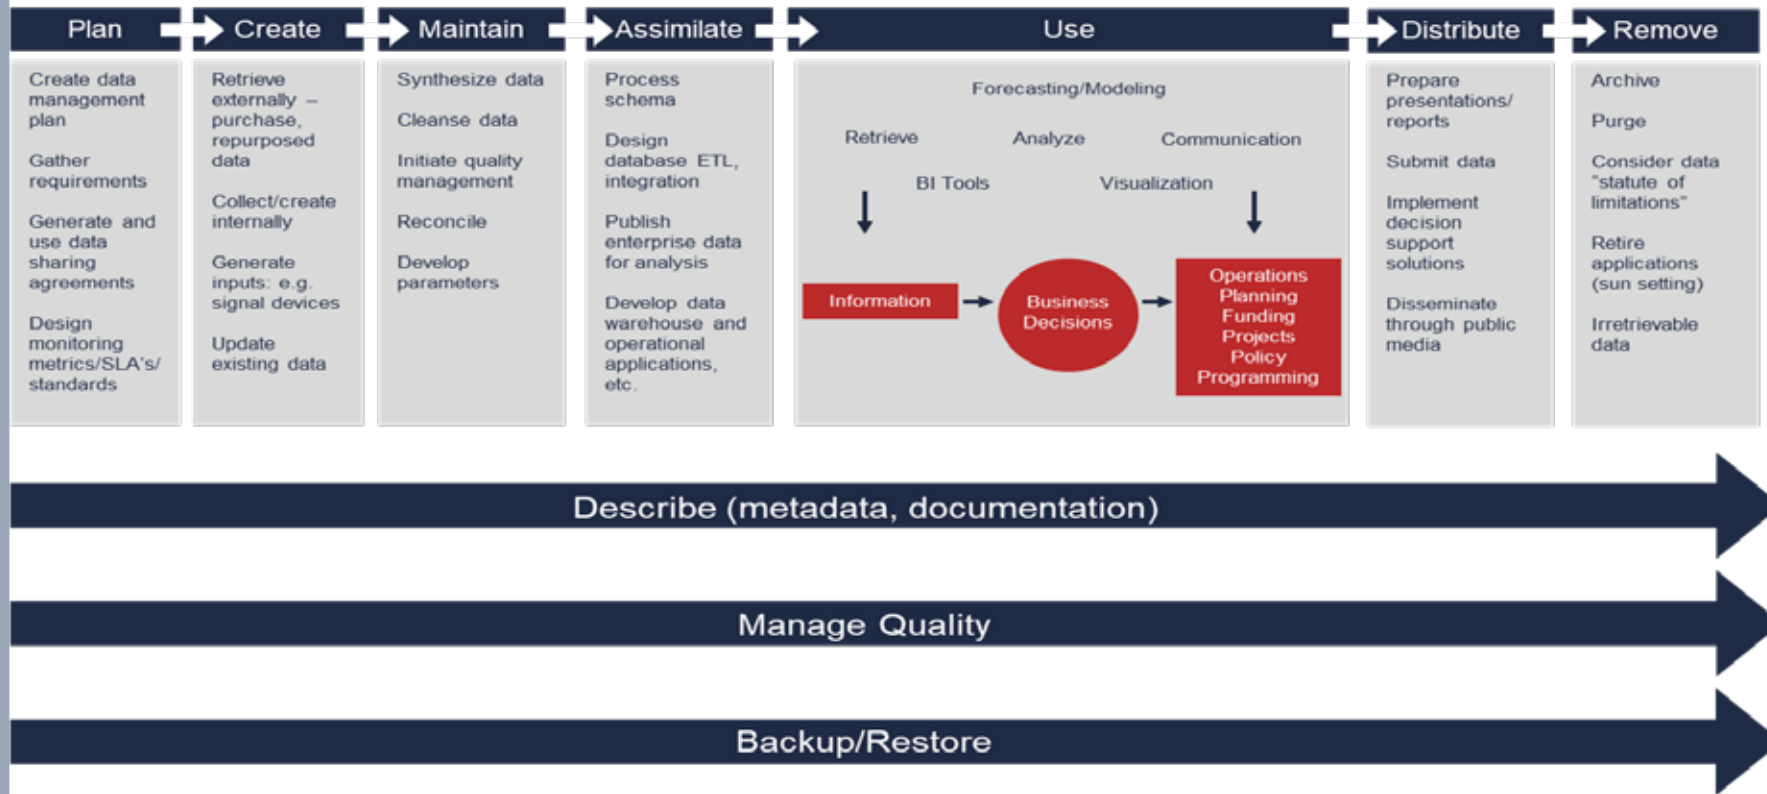 Plan
Create
Maintain
Assimilate
Use
Distribute
Remove
Create data
management
plan
Gather
requirements
Generate and
use data
sharing
agreements
Design
monitoring
metrics/SLA's/
standards
Retrieve
externally –
purchase,
repurposed
data
Collect/create
internally
Generate
inputs: e.g.
signal devices
Update
existing data
Synthesize data
Cleanse data
Initiate quality
management
Reconcile
Develop
parameters
Process
schema
Design
database ETL,
integration
Publish
enterprise data
for analysis
Develop data
warehouse and
operational
applications,
etc.
Forecasting/Modeling
Retrieve
Analyze
Communication
BI Tools
Visualization
Information
Business
Decisions
Operations
Planning
Funding
Projects
Policy
Programming
Prepare
presentations/
reports
Submit data
Implement
decision
support
solutions
Disseminate
through public
media
Archive
Purge
Consider data
"statute of
limitations"
Retire
applications
(sun setting)
Irretrievable
data
Describe (metadata, documentation)
Manage Quality
Backup/Restore